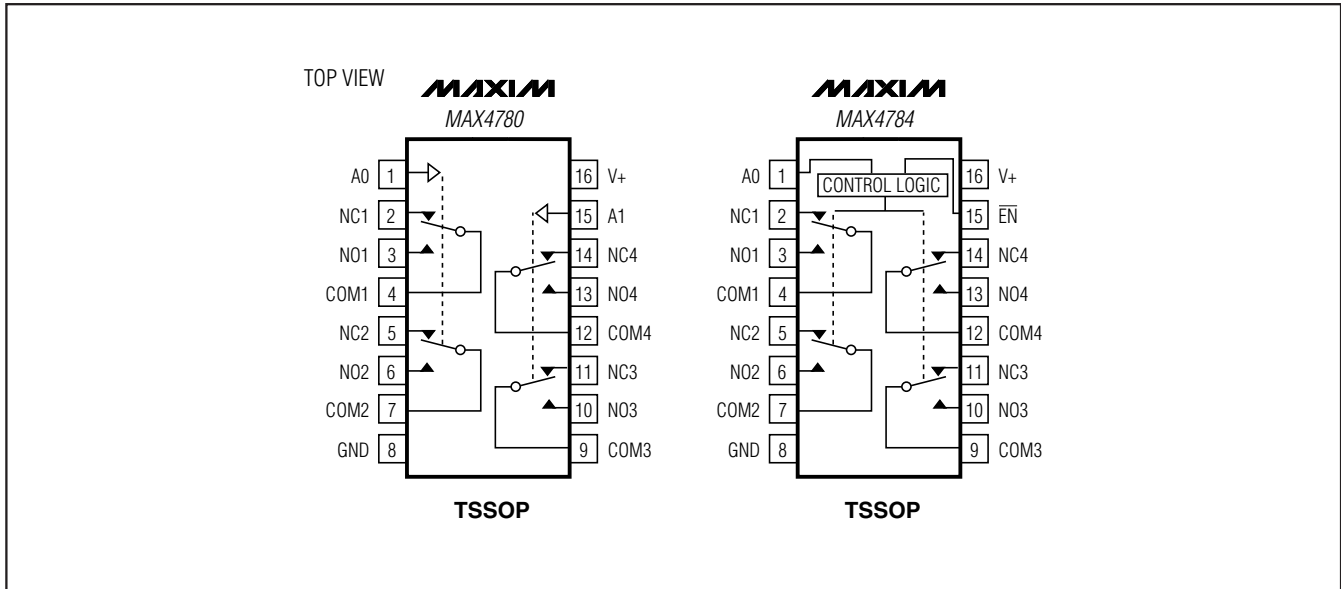 TOP VIEW
MAXIM
MAX4780
A0 1
NC1 2
NO1 3
COM1 4
NC2 5
NO2 6
COM2 7
GND 8
16 V+
15 A1
14 NC4
13 NO4
12 COM4
11 NC3
10 NO3
9 COM3
TSSOP
MAXIM
MAX4784
CONTROL LOGIC
A0 1
NC1 2
NO1 3
COM1 4
NC2 5
NO2 6
COM2 7
GND 8
16 V+
15 E̅N̅
14 NC4
13 NO4
12 COM4
11 NC3
10 NO3
9 COM3
TSSOP